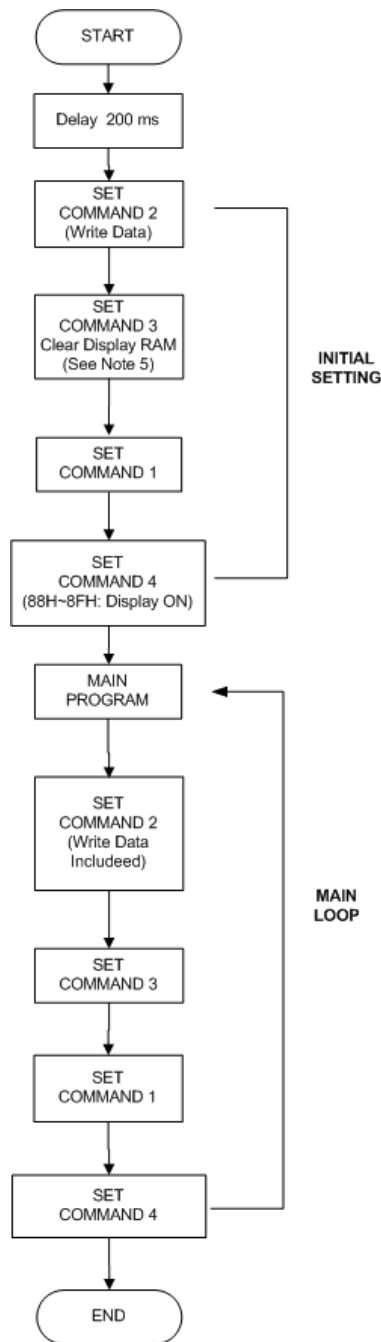 START
Delay 200 ms
SET
COMMAND 2
(Write Data)
SET
COMMAND 3
Clear Display RAM
(See Note 5)
INITIAL
SETTING
SET
COMMAND 1
SET
COMMAND 4
(88H~8FH: Display ON)
MAIN
PROGRAM
SET
COMMAND 2
(Write Data
Includeed)
MAIN
LOOP
SET
COMMAND 3
SET
COMMAND 1
SET
COMMAND 4
END